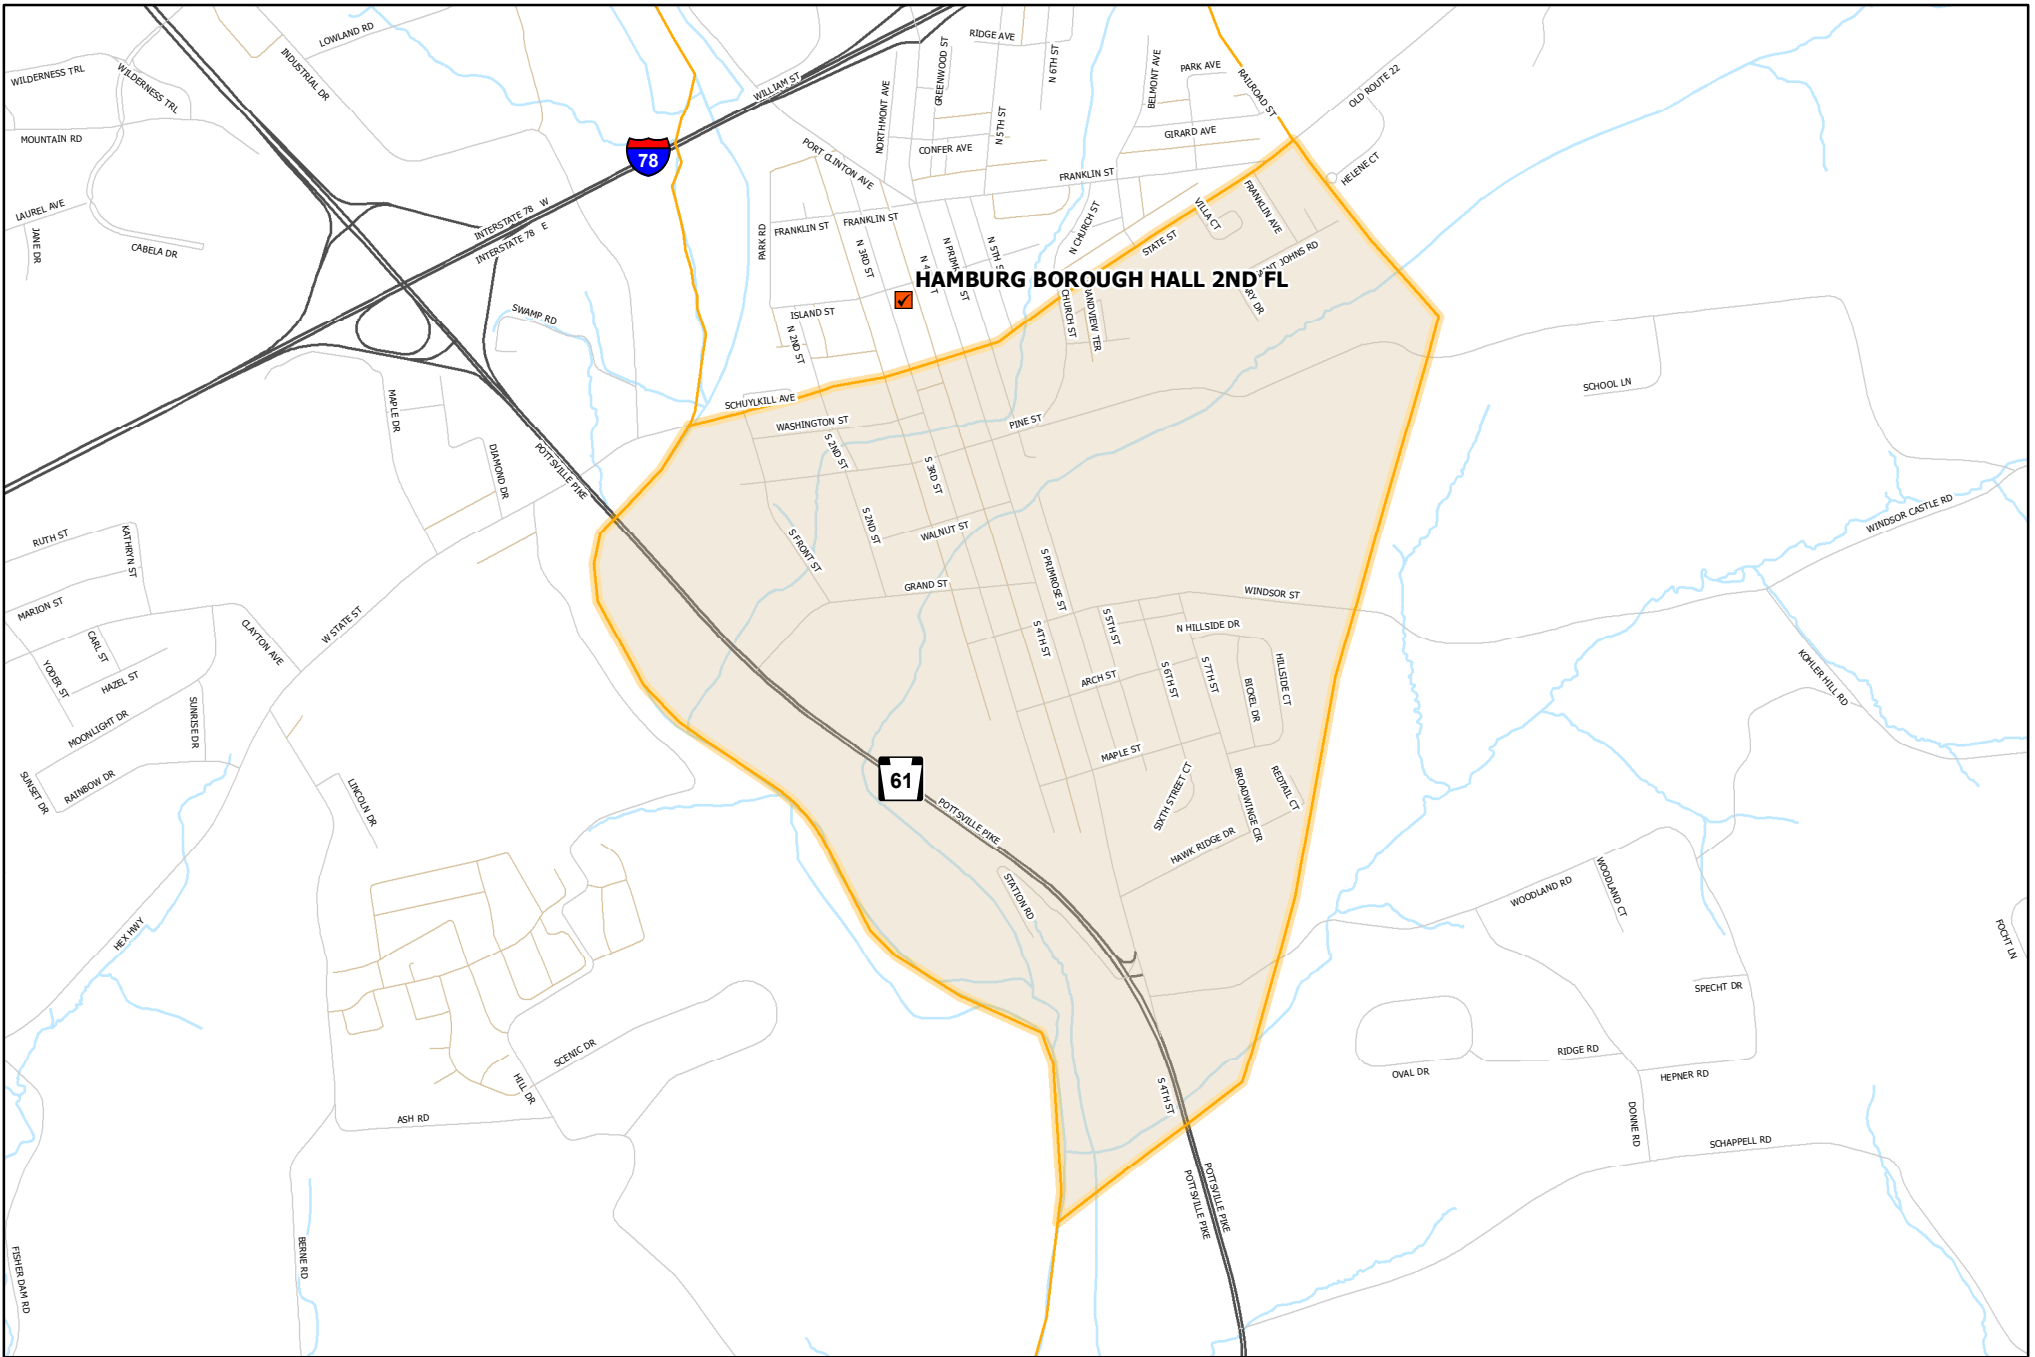 LOWLAND RD
RIDGE AVE
GREENWOOD ST
N 6TH ST
BELMONT AVE
PARK AVE
RAILROAD ST
OLD ROUTE 22
WILDERNESS TRL
WILDERNESS TRL
INDUSTRIAL DR
WILLIAM ST
NORTHMONT AVE
N 5TH ST
GIRARD AVE
MOUNTAIN RD
78
PORT CLINTON AVE
CONFER AVE
FRANKLIN ST
HELENE CT
LAUREL AVE
INTERSTATE 78 W
INTERSTATE 78 E
FRANKLIN ST
FRANKLIN ST
N CHURCH ST
VILLA CT
FRANKLIN AVE
JANE DR
CABELA DR
PARK RD
N 3RD ST
STATE ST
HAMBURG BOROUGH HALL 2ND FL
SWAMP RD
ISLAND ST
N 2ND ST
CHURCH ST
SCHOOL LN
MAPLE DR
SCHUYLKILL AVE
WASHINGTON ST
PINE ST
DIAMOND DR
POTTSVILLE PIKE
S 2ND ST
S 3RD ST
WINDSOR CASTLE RD
RUTH ST
KATHRYN ST
S FRONT ST
S 2ND ST
WALNUT ST
GRAND ST
S PRIMROSE ST
WINDSOR ST
MARION ST
CARL ST
CLAYTON AVE
W STATE ST
S 4TH ST
S 5TH ST
N HILLSIDE DR
YODER ST
HAZEL ST
ARCH ST
S 6TH ST
S 7TH ST
BICKEL DR
HILLSIDE CT
KOHLER HILL RD
MOONLIGHT DR
SUNRISE DR
MAPLE ST
SUNSET DR
RAINBOW DR
LINCOLN DR
61
POTTSVILLE PIKE
SIXTH STREET CT
BROADWINGE CIR
REDTAIL CT
HAWK RIDGE DR
STATION RD
WOODLAND RD
WOODLAND CT
HEX HWY
FOCHT LN
SPECHT DR
SCENIC DR
HILL DR
OVAL DR
RIDGE RD
HEPNER RD
ASH RD
S 4TH ST
DONNE RD
SCHAPPELL RD
POTTSVILLE PIKE
POTTSVILLE PIKE
FISHER DAM RD
BERNE RD